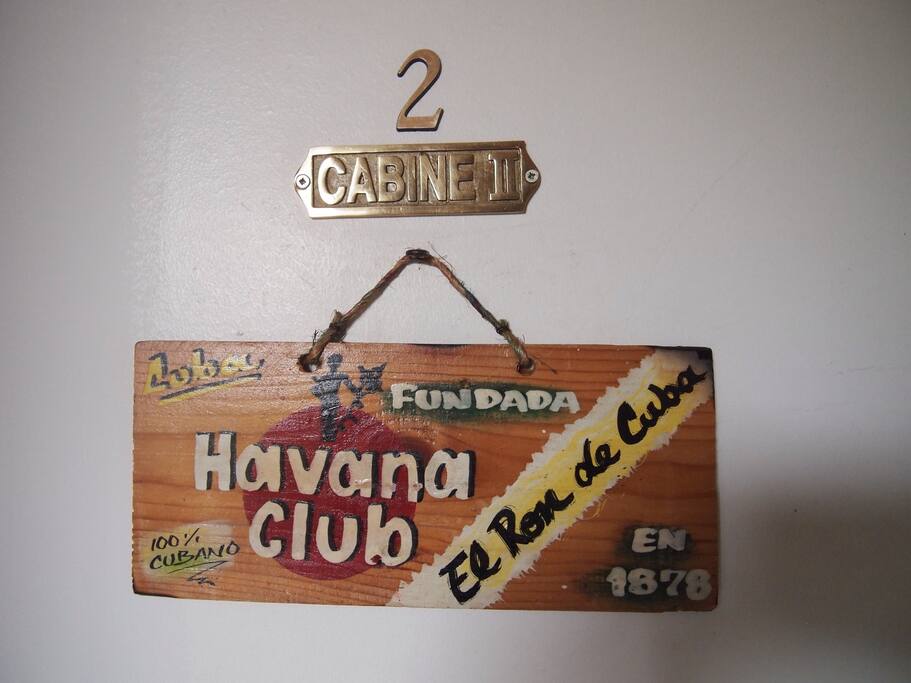 2
CABINE II
Cuba
FUNDADA
Havana
Club
El Ron de Cuba
100% CUBANO
EN
1878